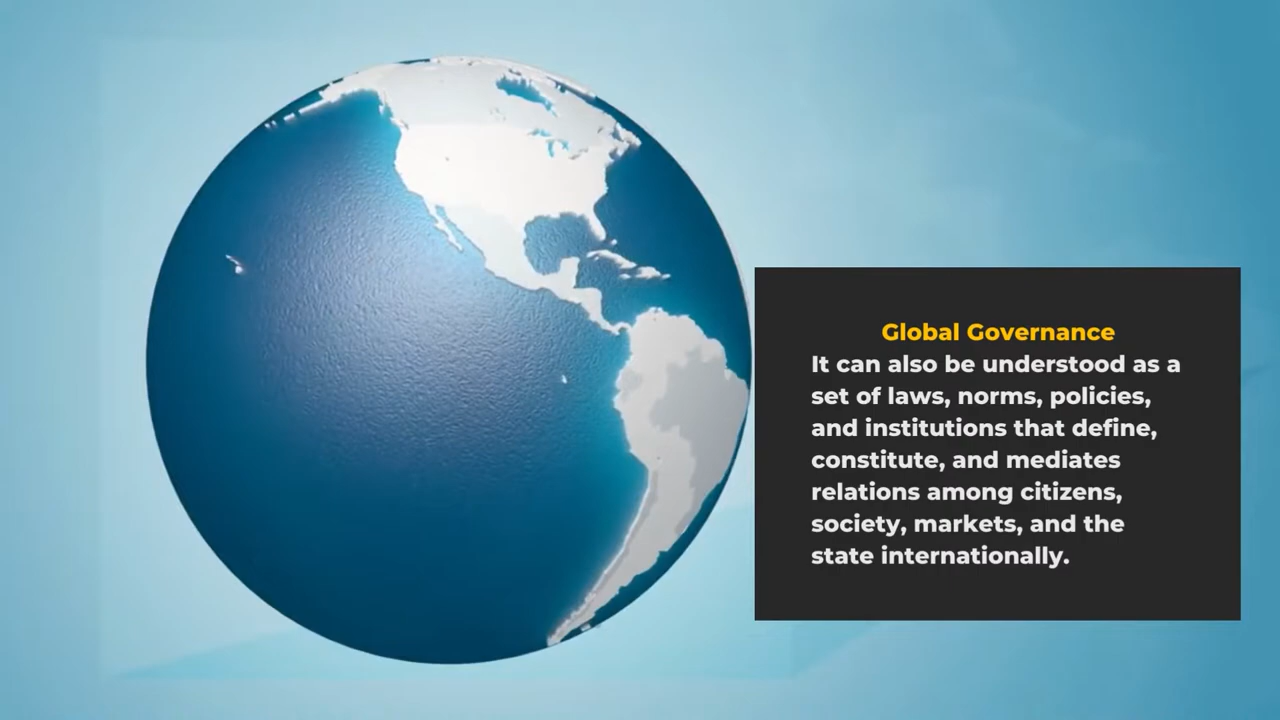 Global Governance
It can also be understood as a
set of laws, norms, policies,
and institutions that define,
constitute, and mediates
relations among citizens,
society, markets, and the
state internationally.